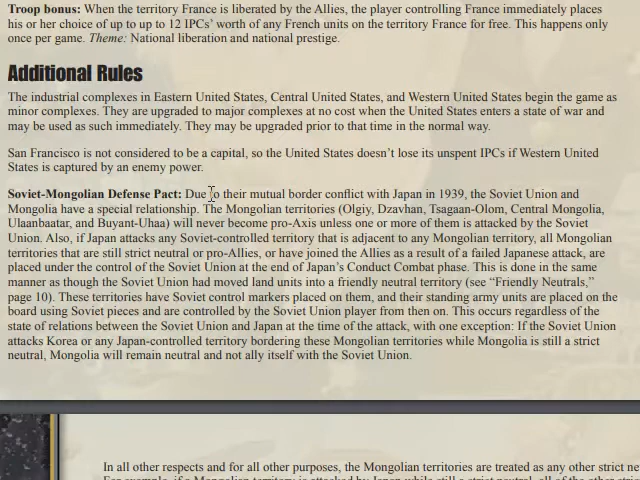 Troop bonus: When the territory France is liberated by the Allies, the player controlling France immediately places
his or her choice of up to up to 12 IPCs' worth of any French units on the territory France for free. This happens only
once per game. Theme: National liberation and national prestige.
Additional Rules
The industrial complexes in Eastern United States, Central United States, and Western United States begin the game as
minor complexes. They are upgraded to major complexes at no cost when the United States enters a state of war and
may be used as such immediately. They may be upgraded prior to that time in the normal way.
San Francisco is not considered to be a capital, so the United States doesn't lose its unspent IPCs if Western United
States is captured by an enemy power.
Soviet-Mongolian Defense Pact: Due to their mutual border conflict with Japan in 1939, the Soviet Union and
Mongolia have a special relationship. The Mongolian territories (Olgiy, Dzavhan, Tsagaan-Olom, Central Mongolia,
Ulaanbaatar, and Buyant-Uhaa) will never become pro-Axis unless one or more of them is attacked by the Soviet
Union. Also, if Japan attacks any Soviet-controlled territory that is adjacent to any Mongolian territory, all Mongolian
territories that are still strict neutral or pro-Allies, or have joined the Allies as a result of a failed Japanese attack, are
placed under the control of the Soviet Union at the end of Japan's Conduct Combat phase. This is done in the same
manner as though the Soviet Union had moved land units into a friendly neutral territory (see "Friendly Neutrals,"
page 10). These territories have Soviet control markers placed on them, and their standing army units are placed on the
board using Soviet pieces and are controlled by the Soviet Union player from then on. This occurs regardless of the
state of relations between the Soviet Union and Japan at the time of the attack, with one exception: If the Soviet Union
attacks Korea or any Japan-controlled territory bordering these Mongolian territories while Mongolia is still a strict
neutral, Mongolia will remain neutral and not ally itself with the Soviet Union.
In all other respects and for all other purposes, the Mongolian territories are treated as any other strict ne